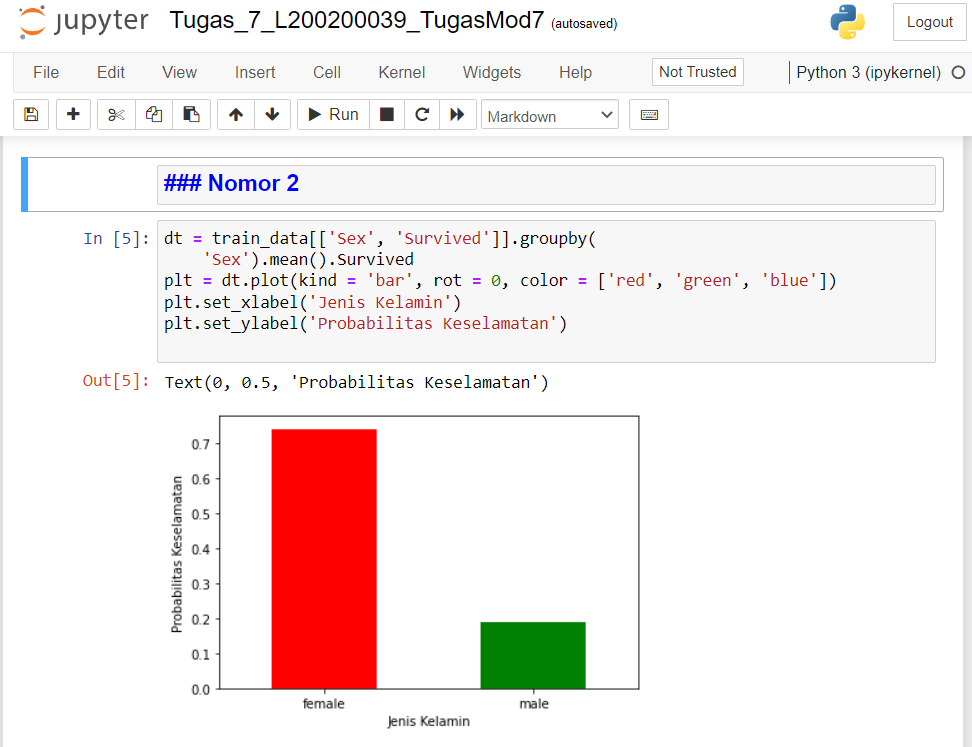 jupyter Tugas_7_L200200039_TugasMod7 (autosaved) Logout
File Edit View Insert Cell Kernel Widgets Help Not Trusted Python 3 (ipykernel)
Run Markdown
### Nomor 2
In [5]: dt = train_data[['Sex', 'Survived']].groupby(
'Sex').mean().Survived
plt = dt.plot(kind = 'bar', rot = 0, color = ['red', 'green', 'blue'])
plt.set_xlabel('Jenis Kelamin')
plt.set_ylabel('Probabilitas Keselamatan')
Out[5]: Text(0, 0.5, 'Probabilitas Keselamatan')
Probabilitas Keselamatan
0.7
0.6
0.5
0.4
0.3
0.2
0.1
0.0
female male
Jenis Kelamin